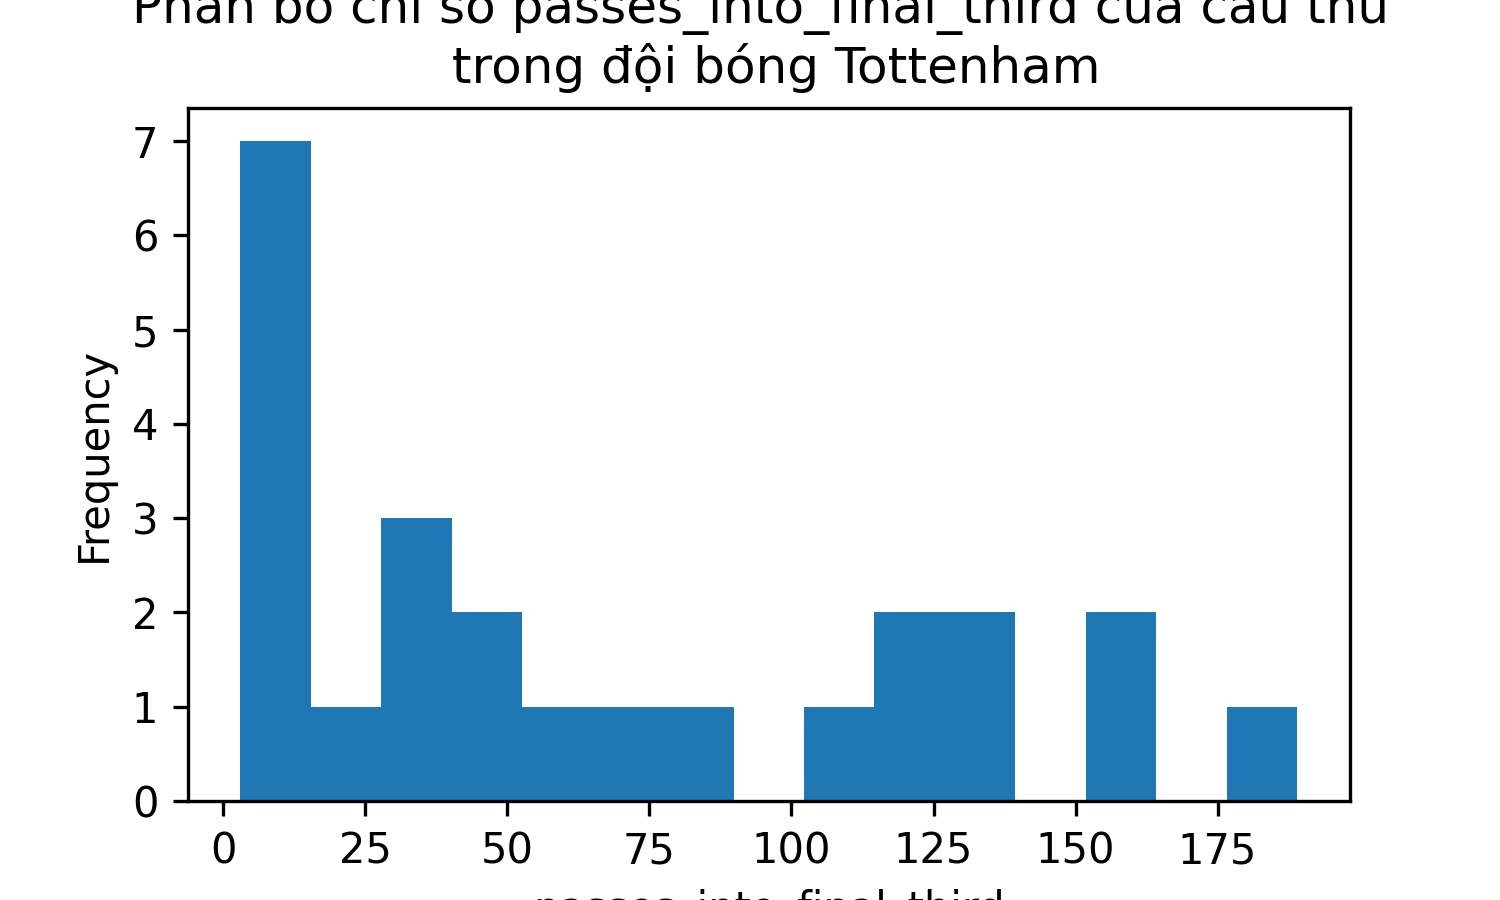 Phân bố chỉ số passes_into_final_third của cầu thủ
trong đội bóng Tottenham
7
6
5
4
3
2
1
0
Frequency
0 25 50 75 100 125 150 175
passes_into_final_third